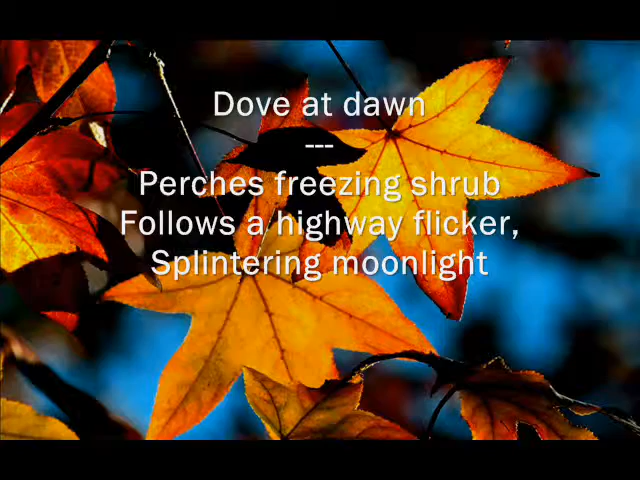 Dove at dawn
---
Perches freezing shrub
Follows a highway flicker,
Splintering moonlight